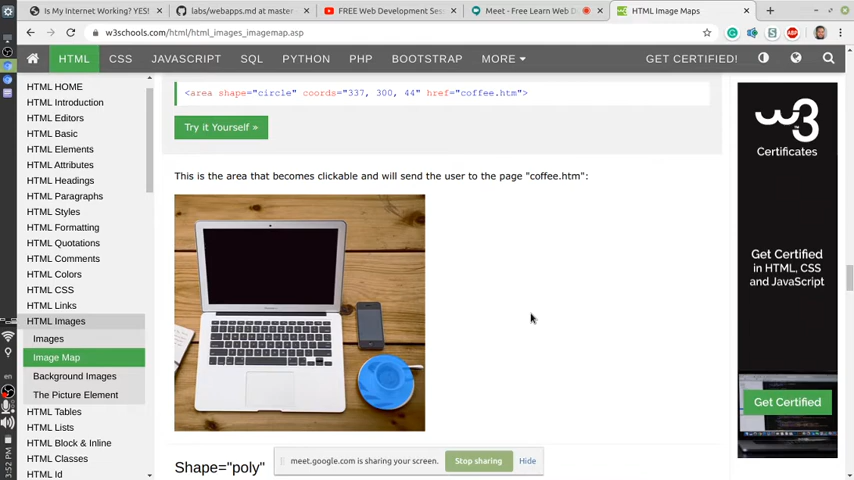 Is My Internet Working? YES!
labs/webapps.md at master
FREE Web Development Sess
Meet - Free Learn Web D
HTML Image Maps
w3schools.com/html/html_images_imagemap.asp
HTML CSS JAVASCRIPT SQL PYTHON PHP BOOTSTRAP MORE GET CERTIFIED!
HTML HOME
HTML Introduction
HTML Editors
HTML Basic
HTML Elements
HTML Attributes
HTML Headings
HTML Paragraphs
HTML Styles
HTML Formatting
HTML Quotations
HTML Comments
HTML Colors
HTML CSS
HTML Links
HTML Images
Images
Image Map
Background Images
The Picture Element
HTML Tables
HTML Lists
HTML Block & Inline
HTML Classes
HTML Id
<area shape="circle" coords="337, 300, 44" href="coffee.htm">
Try it Yourself »
This is the area that becomes clickable and will send the user to the page "coffee.htm":
Shape="poly"
meet.google.com is sharing your screen. Stop sharing Hide
w3
Certificates
Get Certified
in HTML, CSS
and JavaScript
Get Certified
en
3:52 PM